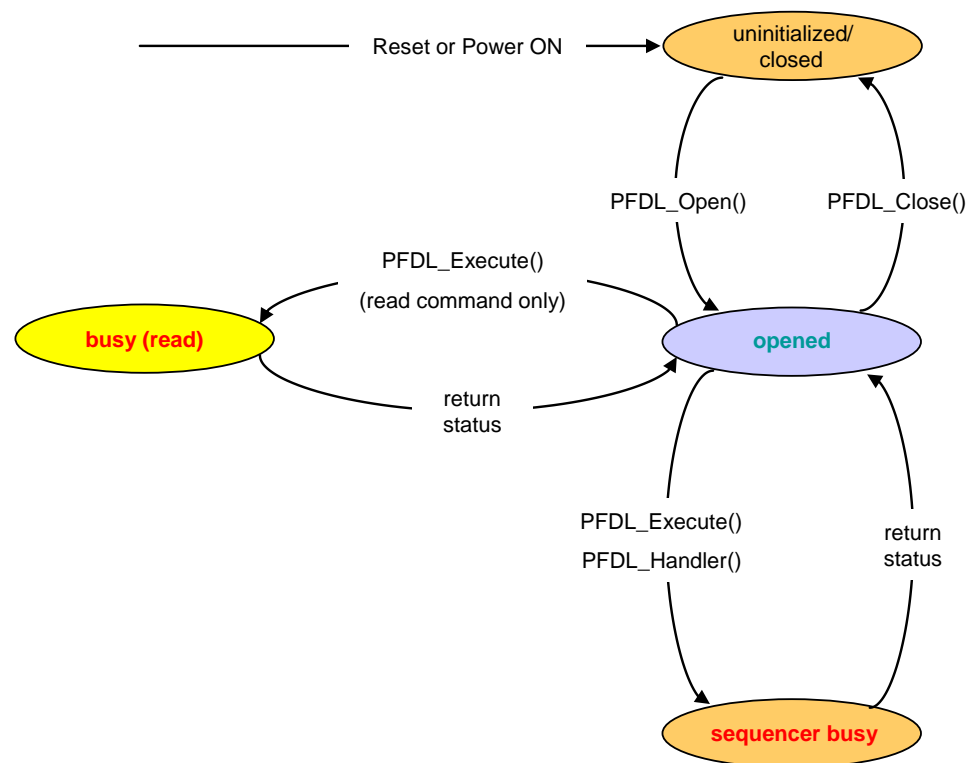 Reset or Power ON
uninitialized/
closed
PFDL_Open()
PFDL_Close()
PFDL_Execute()
(read command only)
busy (read)
opened
return
status
PFDL_Execute()
PFDL_Handler()
return
status
sequencer busy